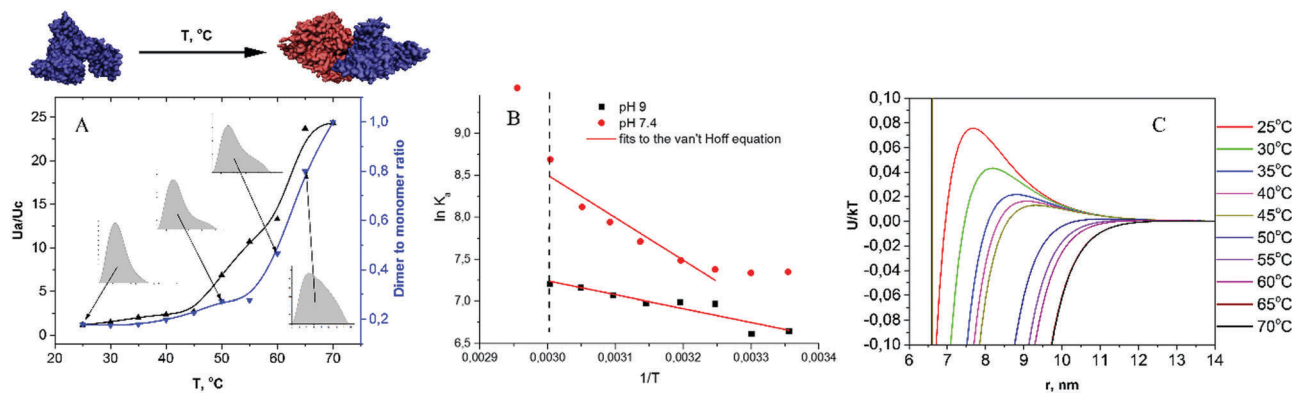 T, °C
A
Ua/Uc
25
20
15
10
5
0
20 30 40 50 60 70
T, °C
1,0
0,8
0,6
0,4
0,2
Dimer to monomer ratio
B
pH 9
pH 7.4
fits to the van't Hoff equation
ln Ka
9,5
9,0
8,5
8,0
7,5
7,0
6,5
6,0
0,0029 0,0030 0,0031 0,0032 0,0033 0,0034
1/T
C
U/kT
0,10
0,08
0,06
0,04
0,02
0,00
-0,02
-0,04
-0,06
-0,08
-0,10
6 7 8 9 10 11 12 13 14
r, nm
25°C
30°C
35°C
40°C
45°C
50°C
55°C
60°C
65°C
70°C